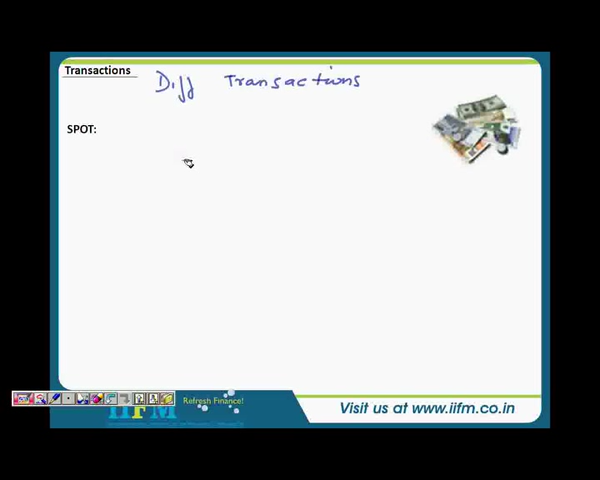 Transactions
Diff Transactions
SPOT:
IIFM
Refresh Finance!
Visit us at www.iifm.co.in